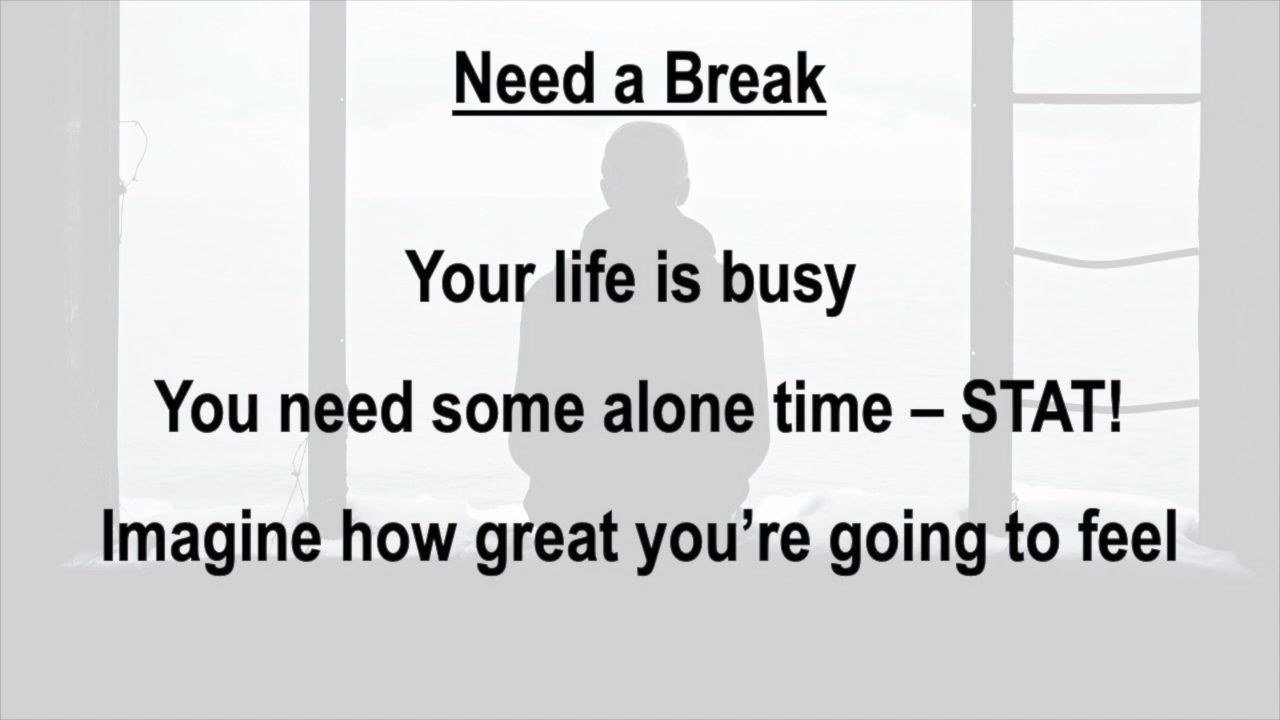 Need a Break
Your life is busy
You need some alone time – STAT!
Imagine how great you’re going to feel